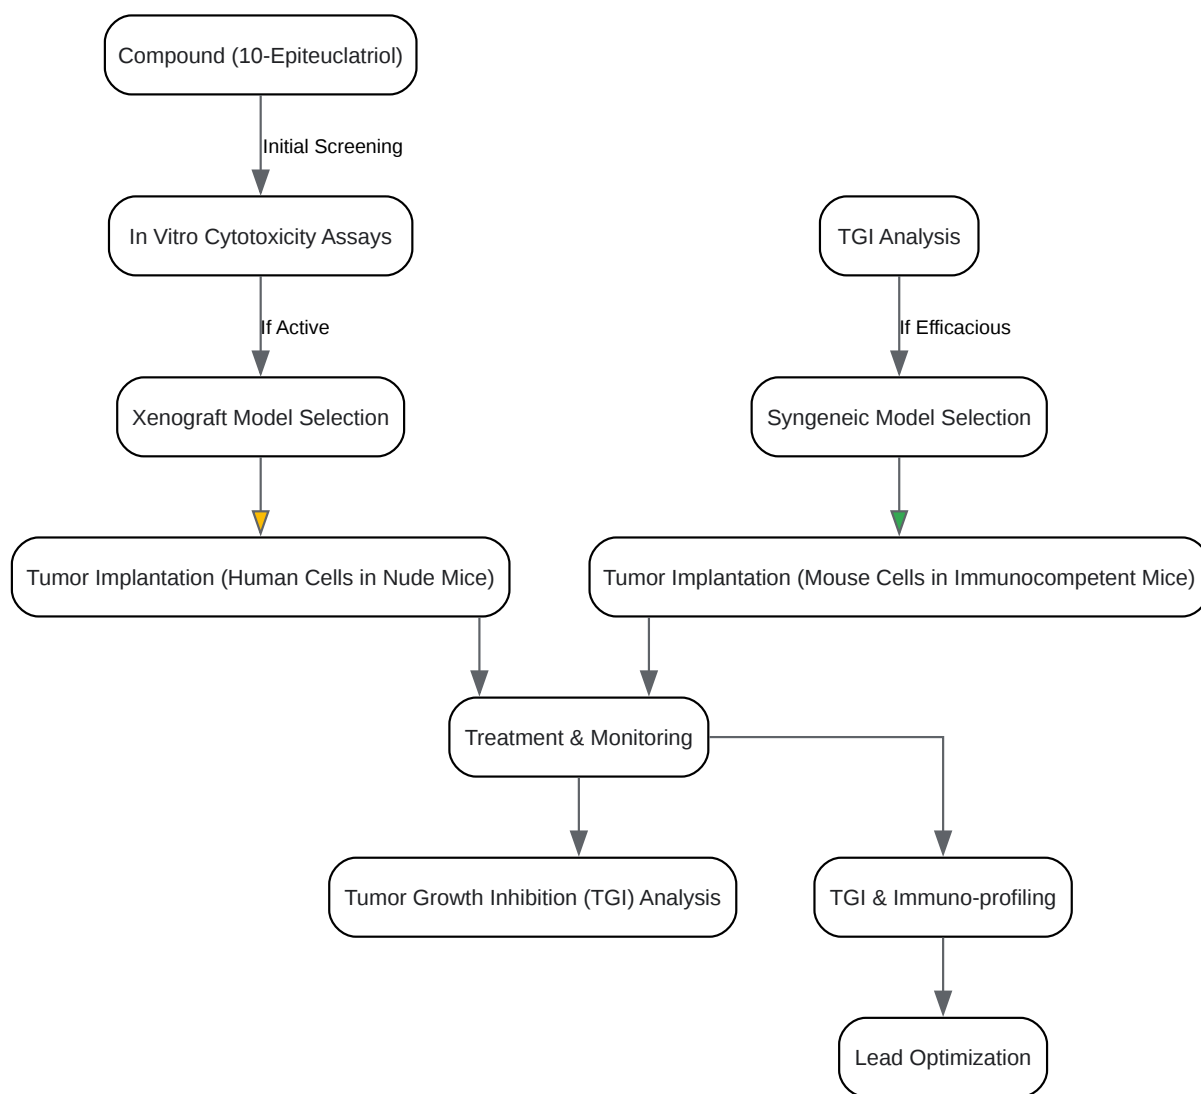 Compound (10-Epiteuclatriol)
Initial Screening
In Vitro Cytotoxicity Assays
TGI Analysis
If Active
If Efficacious
Xenograft Model Selection
Syngeneic Model Selection
Tumor Implantation (Human Cells in Nude Mice)
Tumor Implantation (Mouse Cells in Immunocompetent Mice)
Treatment & Monitoring
Tumor Growth Inhibition (TGI) Analysis
TGI & Immuno-profiling
Lead Optimization